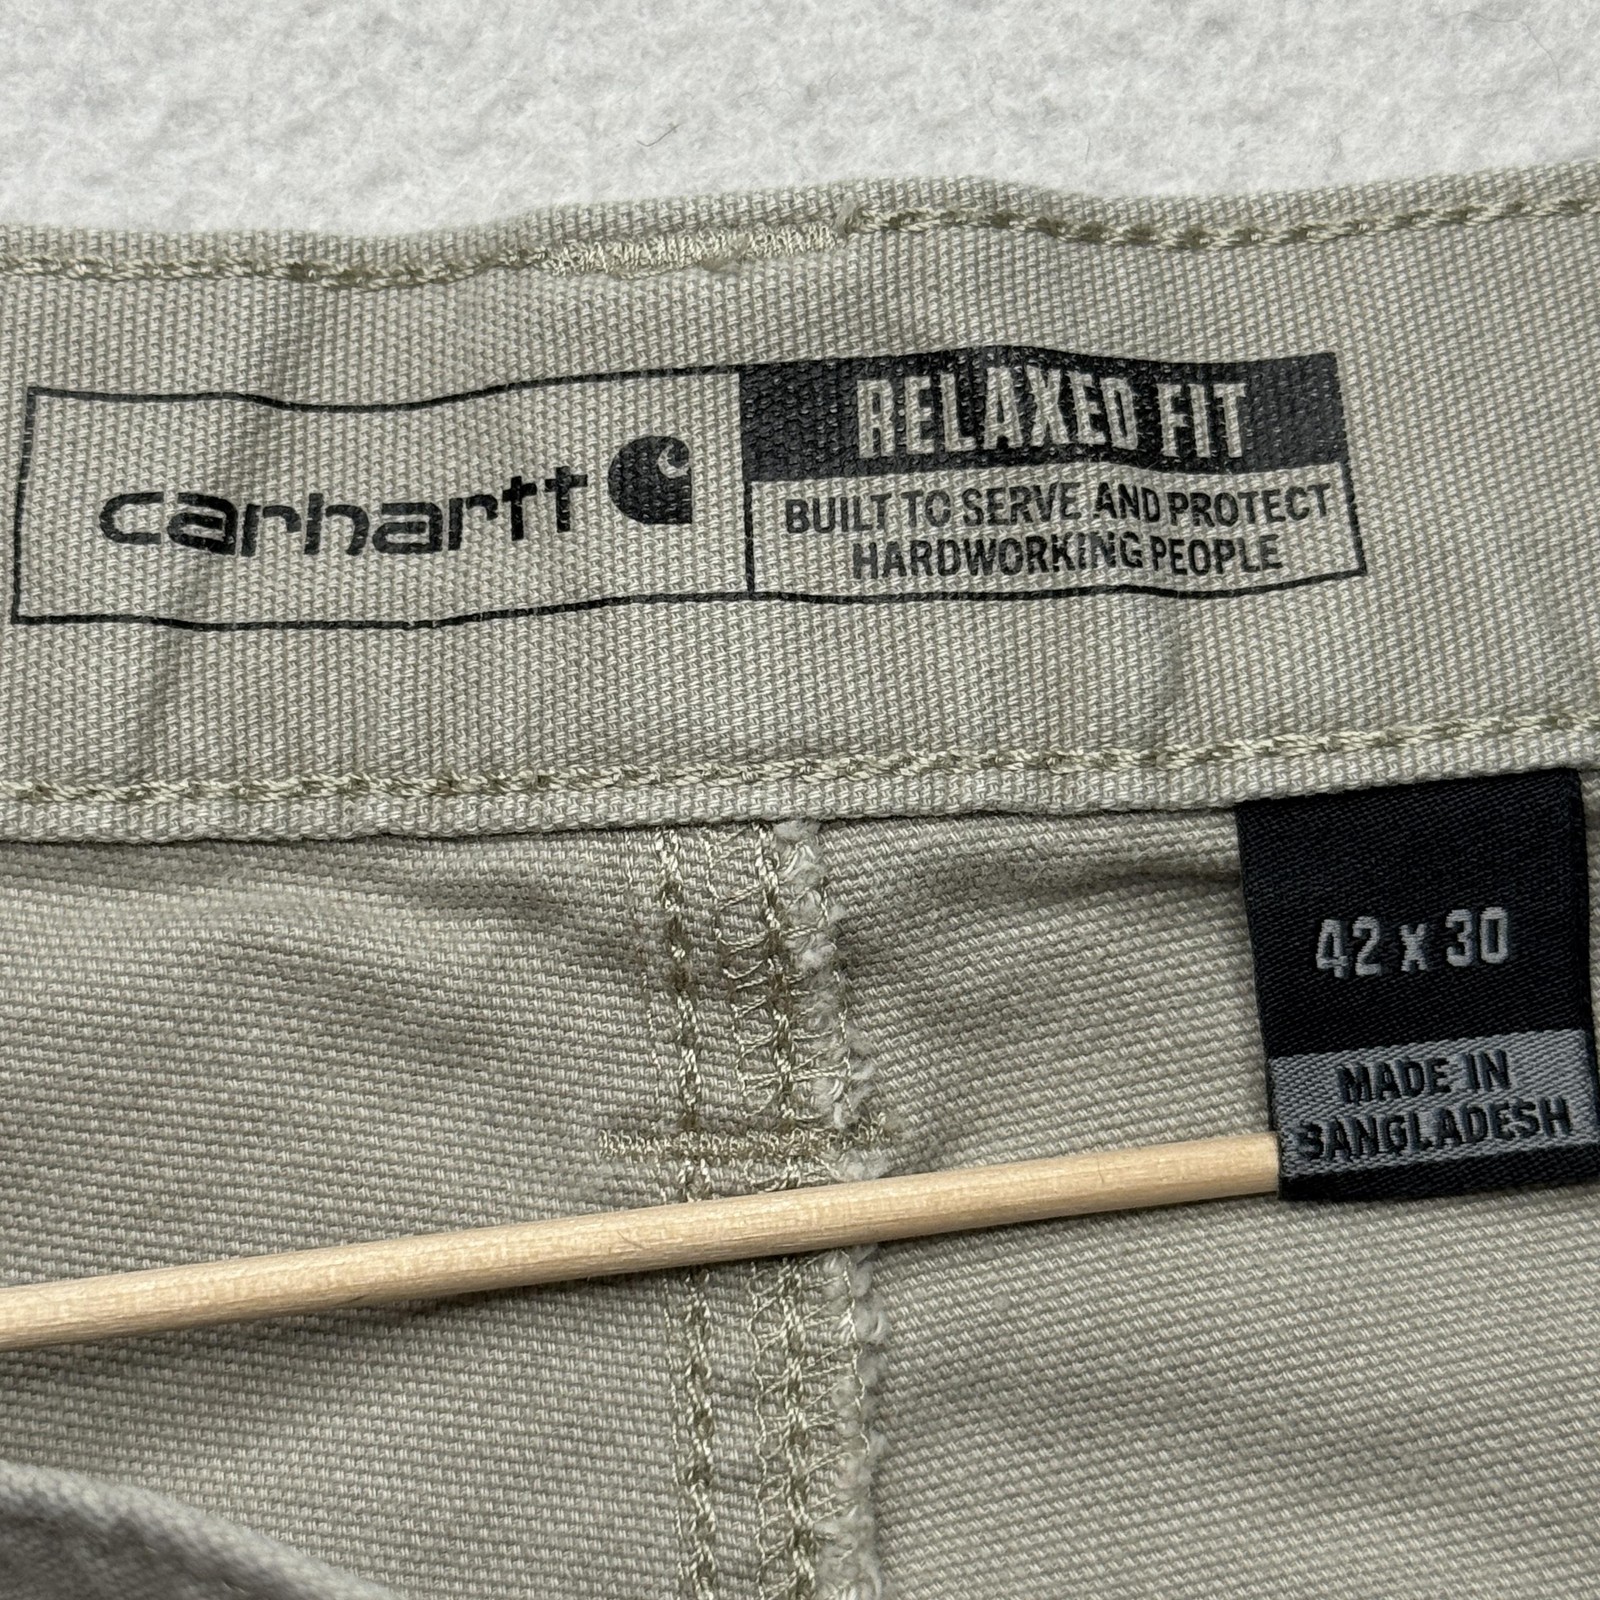 carhartt
RELAXED FIT
BUILT TO SERVE AND PROTECT
HARDWORKING PEOPLE
42 x 30
MADE IN
BANGLADESH